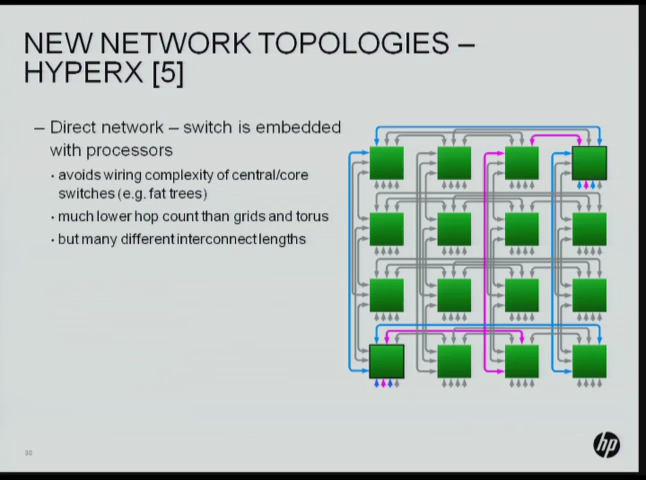 NEW NETWORK TOPOLOGIES –
HYPERX [5]
– Direct network – switch is embedded
with processors
· avoids wiring complexity of central/core
switches (e.g. fat trees)
· much lower hop count than grids and torus
· but many different interconnect lengths
hp